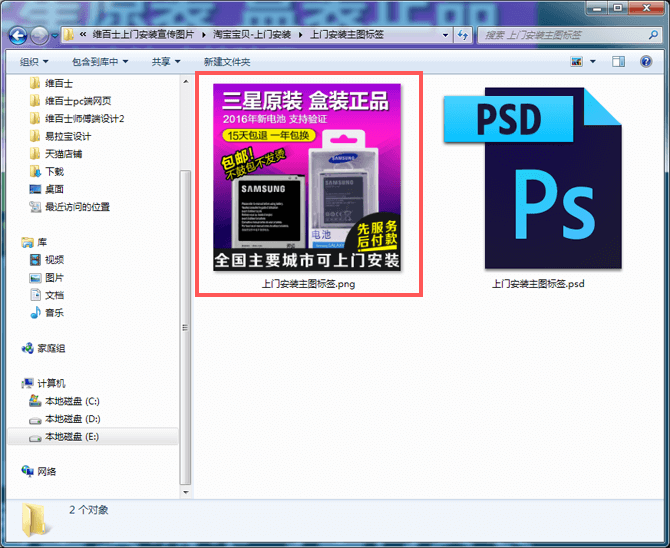 维百士上门安装宣传图片 淘宝宝贝-上门安装 上门安装主图标签
搜索 上门安装主图标签
组织 包含到库中 共享 新建文件夹
维百士
维百士pc端网页
维百士师傅端设计2
易拉宝设计
天猫店铺
下载
桌面
最近访问的位置
库
视频
图片
文档
音乐
家庭组
计算机
本地磁盘 (C:)
本地磁盘 (D:)
本地磁盘 (E:)
网络
三星原装 盒装正品
2016年新电池 支持验证
15天包退 一年包换
包邮!
不鼓包不发烫
SAMSUNG
SAMSUNG
电池
先服务
后付款
全国主要城市可上门安装
上门安装主图标签.png
PSD
Ps
上门安装主图标签.psd
2 个对象